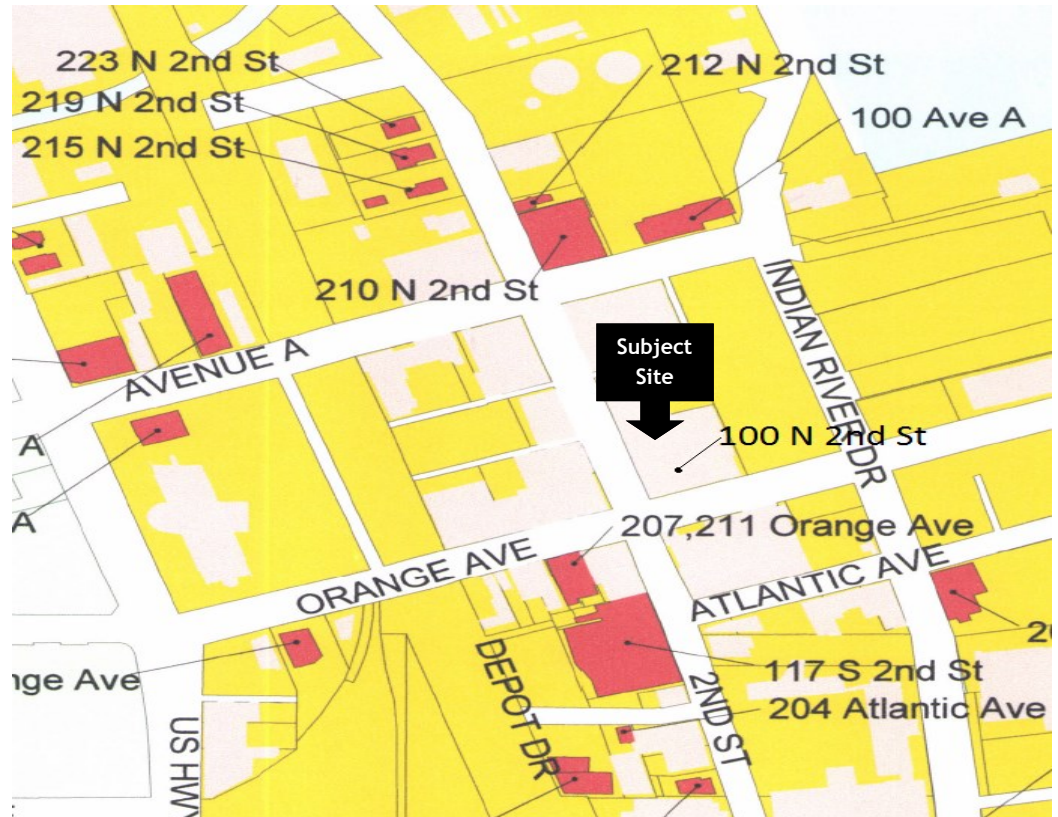 223 N 2nd St
212 N 2nd St
219 N 2nd St
100 Ave A
215 N 2nd St
210 N 2nd St
INDIAN RIVER DR
Subject
Site
AVENUE A
100 N 2nd St
A
A
207,211 Orange Ave
ORANGE AVE
ATLANTIC AVE
20
nge Ave
DEPOT DR
117 S 2nd St
2ND ST
204 Atlantic Ave
US HW